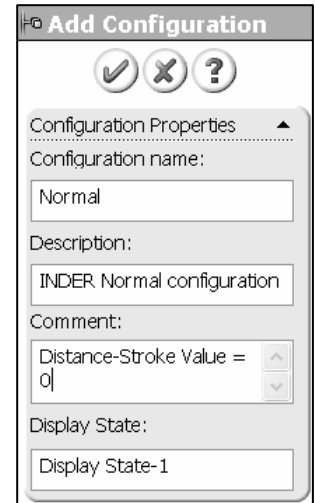 Add Configuration
?
Configuration Properties
Configuration name:
Normal
Description:
INDER Normal configuration
Comment:
Distance-Stroke Value =
0
Display State:
Display State-1